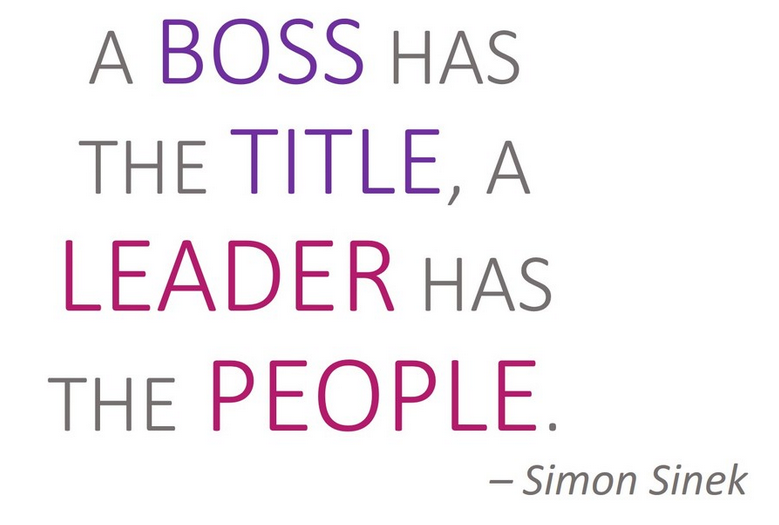 A BOSS HAS
THE TITLE, A
LEADER HAS
THE PEOPLE.
– Simon Sinek